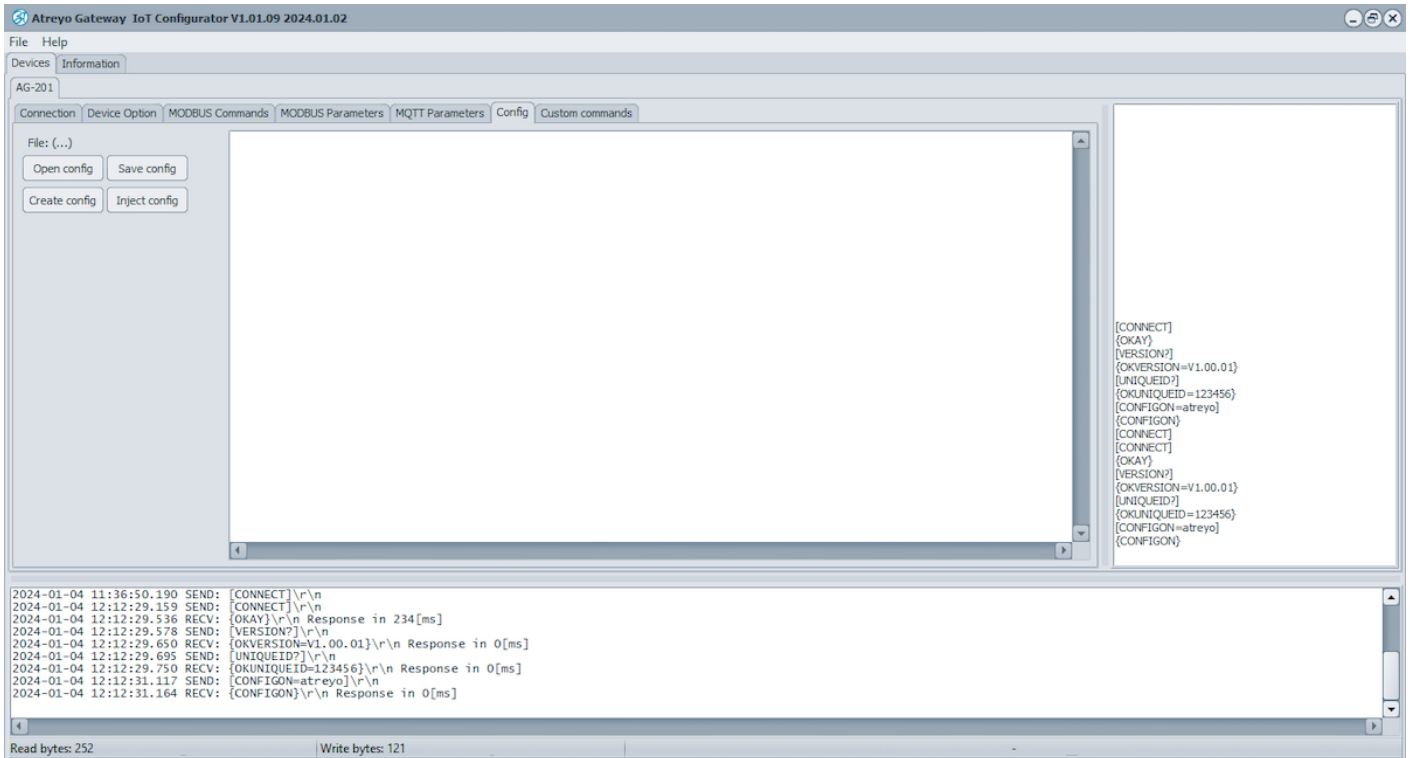 Atreyo Gateway IoT Configurator V1.01.09 2024.01.02
File Help
Devices Information
AG-201
Connection Device Option MODBUS Commands MODBUS Parameters MQTT Parameters Config Custom commands
File: (...)
Open config Save config
Create config Inject config
[CONNECT]
{OKAY}
[VERSION?]
{OKVERSION=V1.00.01}
[UNIQUEID?]
{OKUNIQUEID=123456}
[CONFIGON=atreyo]
{CONFIGON}
[CONNECT]
[CONNECT]
{OKAY}
[VERSION?]
{OKVERSION=V1.00.01}
[UNIQUEID?]
{OKUNIQUEID=123456}
[CONFIGON=atreyo]
{CONFIGON}
2024-01-04 11:36:50.190 SEND: [CONNECT]\r\n
2024-01-04 12:12:29.159 SEND: [CONNECT]\r\n
2024-01-04 12:12:29.536 RECV: {OKAY}\r\n Response in 234[ms]
2024-01-04 12:12:29.578 SEND: [VERSION?]\r\n
2024-01-04 12:12:29.650 RECV: {OKVERSION=V1.00.01}\r\n Response in 0[ms]
2024-01-04 12:12:29.695 SEND: [UNIQUEID?]\r\n
2024-01-04 12:12:29.750 RECV: {OKUNIQUEID=123456}\r\n Response in 0[ms]
2024-01-04 12:12:31.117 SEND: [CONFIGON=atreyo]\r\n
2024-01-04 12:12:31.164 RECV: {CONFIGON}\r\n Response in 0[ms]
Read bytes: 252 Write bytes: 121 -